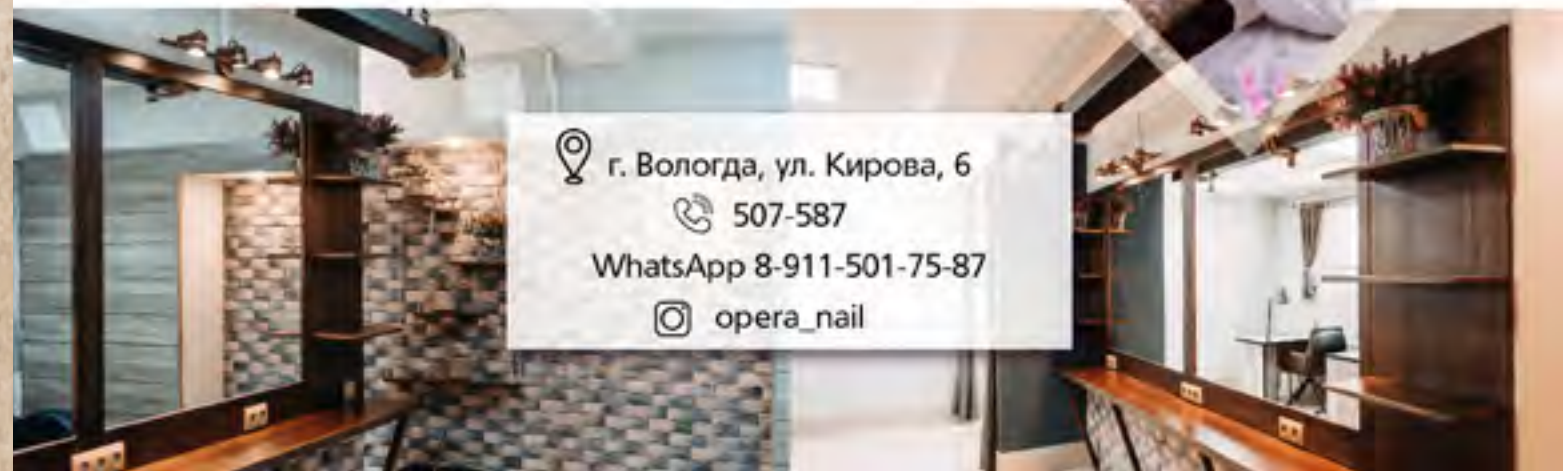 г. Вологда, ул. Кирова, 6
507-587
WhatsApp 8-911-501-75-87
opera_nail